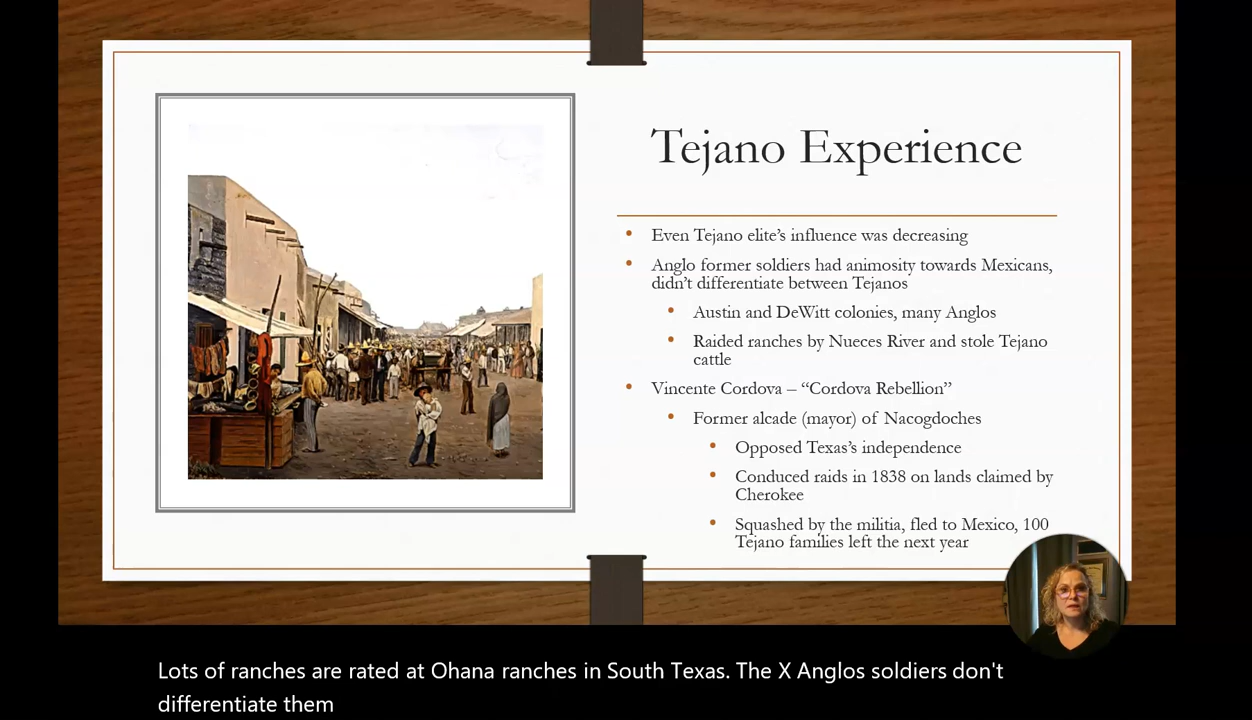 Tejano Experience
Even Tejano elite's influence was decreasing
Anglo former soldiers had animosity towards Mexicans,
didn't differentiate between Tejanos
Austin and DeWitt colonies, many Anglos
Raided ranches by Nueces River and stole Tejano
cattle
Vincente Cordova – “Cordova Rebellion”
Former alcade (mayor) of Nacogdoches
Opposed Texas's independence
Conduced raids in 1838 on lands claimed by
Cherokee
Squashed by the militia, fled to Mexico, 100
Tejano families left the next year
Lots of ranches are rated at Ohana ranches in South Texas. The X Anglos soldiers don't
differentiate them